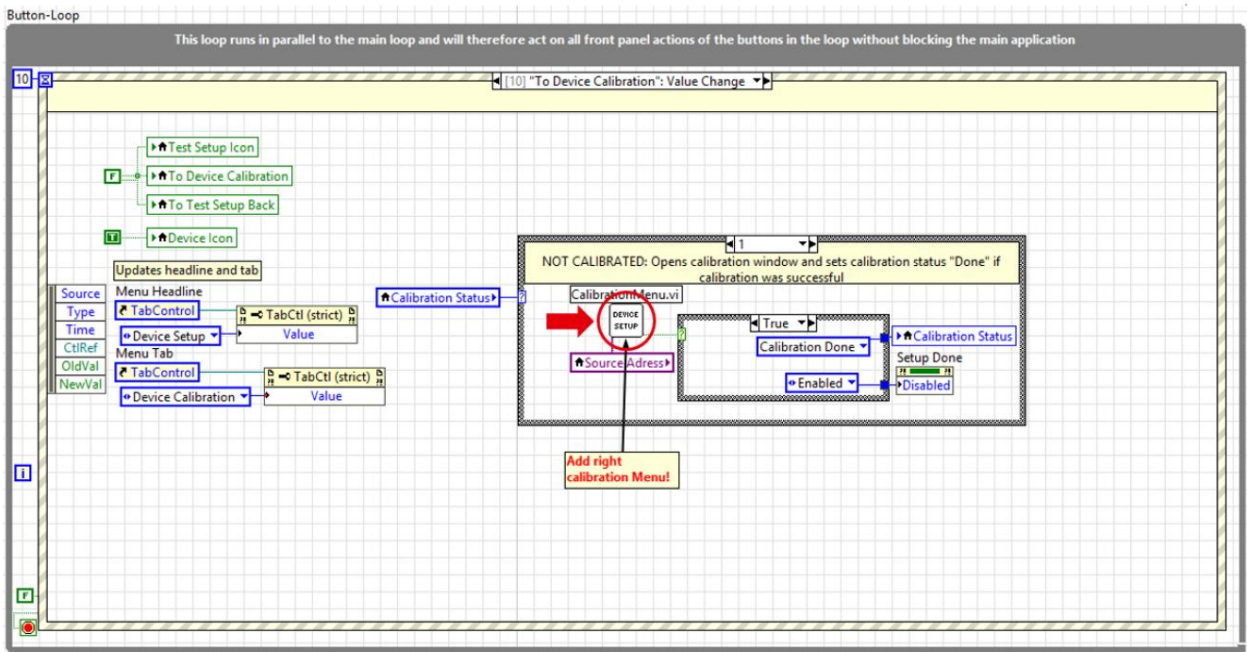 Button-Loop
This loop runs in parallel to the main loop and will therefore act on all front panel actions of the buttons in the loop without blocking the main application
10
[10] "To Device Calibration": Value Change
Test Setup Icon
F
To Device Calibration
To Test Setup Back
T
Device Icon
Updates headline and tab
Source
Type
Time
CtlRef
OldVal
NewVal
Menu Headline
TabControl
TabCtl (strict)
Device Setup
Value
Menu Tab
TabControl
TabCtl (strict)
Device Calibration
Value
Calibration Status
1
NOT CALIBRATED: Opens calibration window and sets calibration status "Done" if
calibration was successful
CalibrationMenu.vi
DEVICE
SETUP
Source Adress
True
Calibration Done
Calibration Status
Setup Done
Enabled
Disabled
Add right
calibration Menu!
i
F